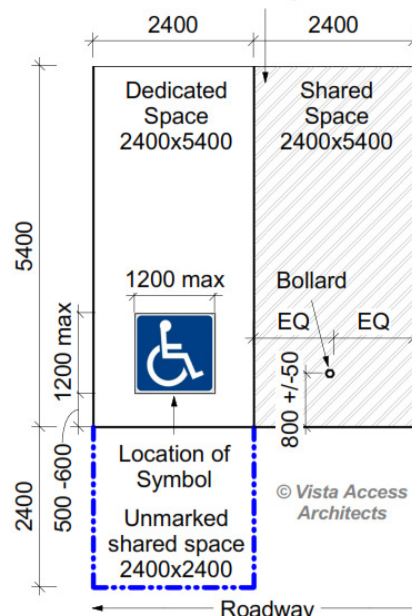 2400
2400
Dedicated
Space
2400x5400
Shared
Space
2400x5400
5400
1200 max
Bollard
EQ
EQ
1200 max
800 +/-50
500 -600
2400
Location of
Symbol
Unmarked
shared space
2400x2400
© Vista Access
Architects
Roadway